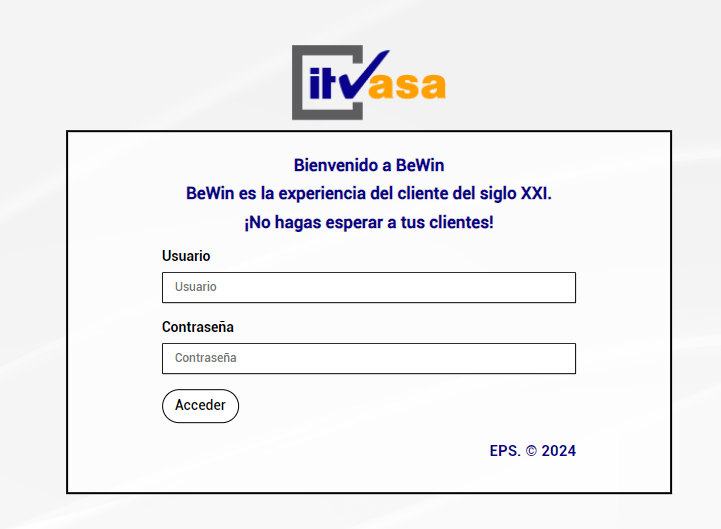 itvasa
Bienvenido a BeWin
BeWin es la experiencia del cliente del siglo XXI.
¡No hagas esperar a tus clientes!
Usuario
Usuario
Contraseña
Contraseña
Acceder
EPS. © 2024